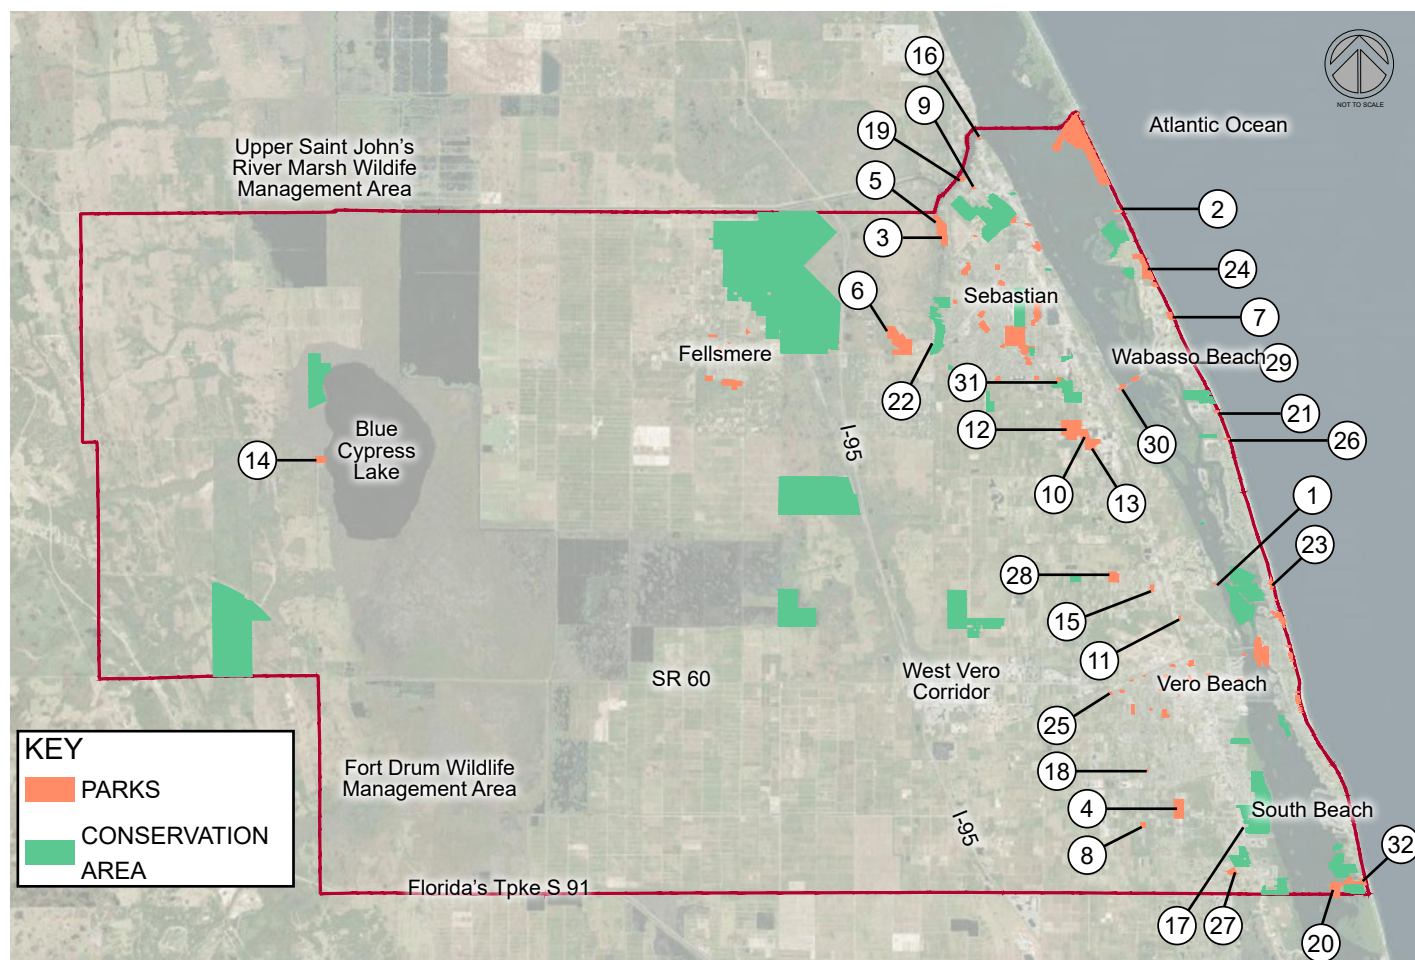 16
NOT TO SCALE
9
Atlantic Ocean
19
Upper Saint John's
River Marsh Wildlife
Management Area
5
2
3
24
6
Sebastian
7
Fellsmere
Wabasso Beach
29
22
31
21
Blue
Cypress
Lake
12
I-95
30
26
14
10
13
1
23
28
15
11
SR 60
West Vero
Corridor
Vero Beach
25
KEY
PARKS
CONSERVATION
AREA
Fort Drum Wildlife
Management Area
18
4
South Beach
I-95
8
32
Florida's Tpke S 91
17
27
20